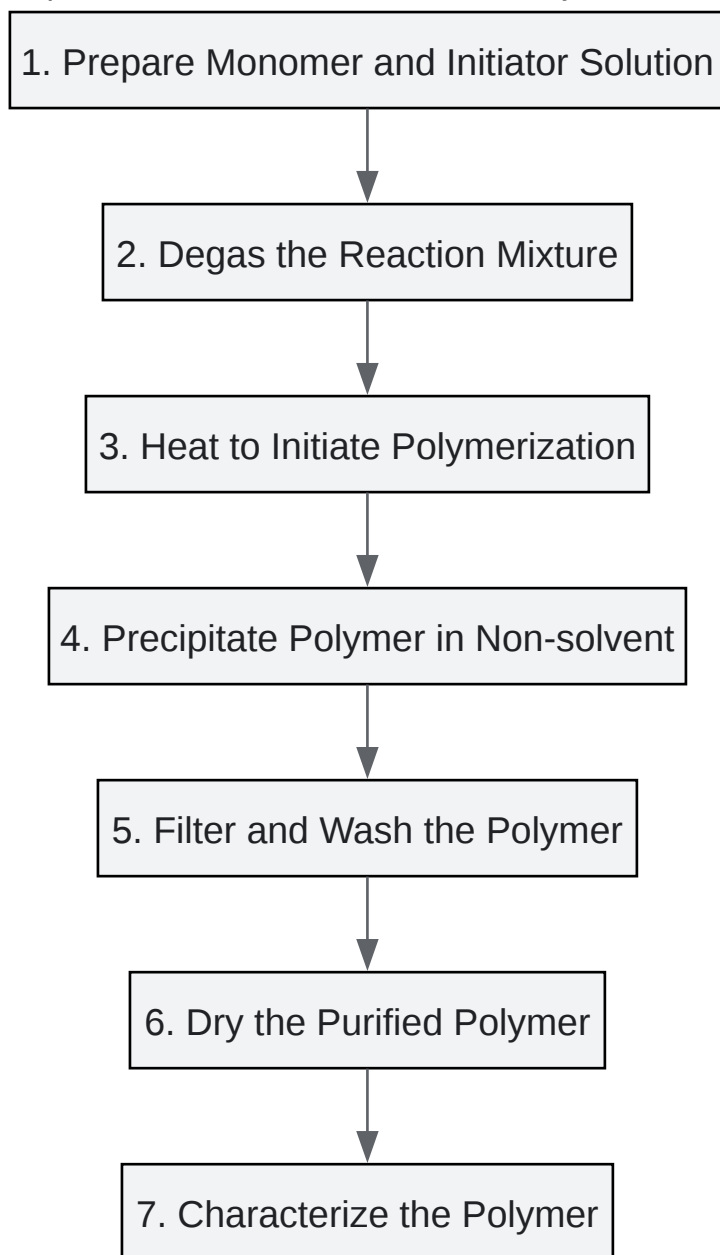 1. Prepare Monomer and Initiator Solution
2. Degas the Reaction Mixture
3. Heat to Initiate Polymerization
4. Precipitate Polymer in Non-solvent
5. Filter and Wash the Polymer
6. Dry the Purified Polymer
7. Characterize the Polymer